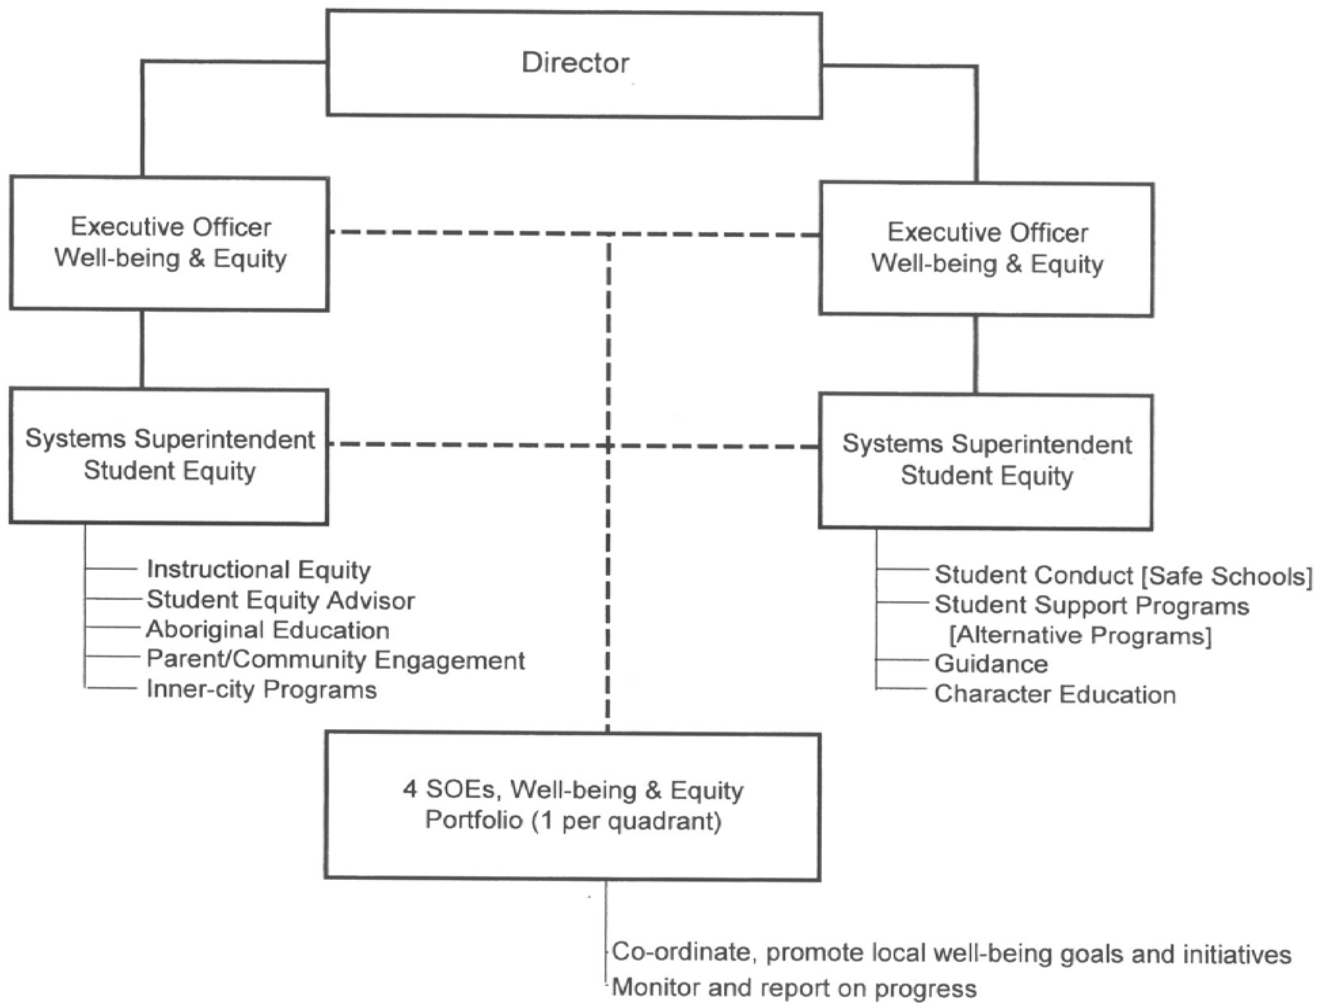 Director
Executive Officer
Well-being & Equity
Executive Officer
Well-being & Equity
Systems Superintendent
Student Equity
Systems Superintendent
Student Equity
Instructional Equity
Student Equity Advisor
Aboriginal Education
Parent/Community Engagement
Inner-city Programs
Student Conduct [Safe Schools]
Student Support Programs
[Alternative Programs]
Guidance
Character Education
4 SOEs, Well-being & Equity
Portfolio (1 per quadrant)
Co-ordinate, promote local well-being goals and initiatives
Monitor and report on progress